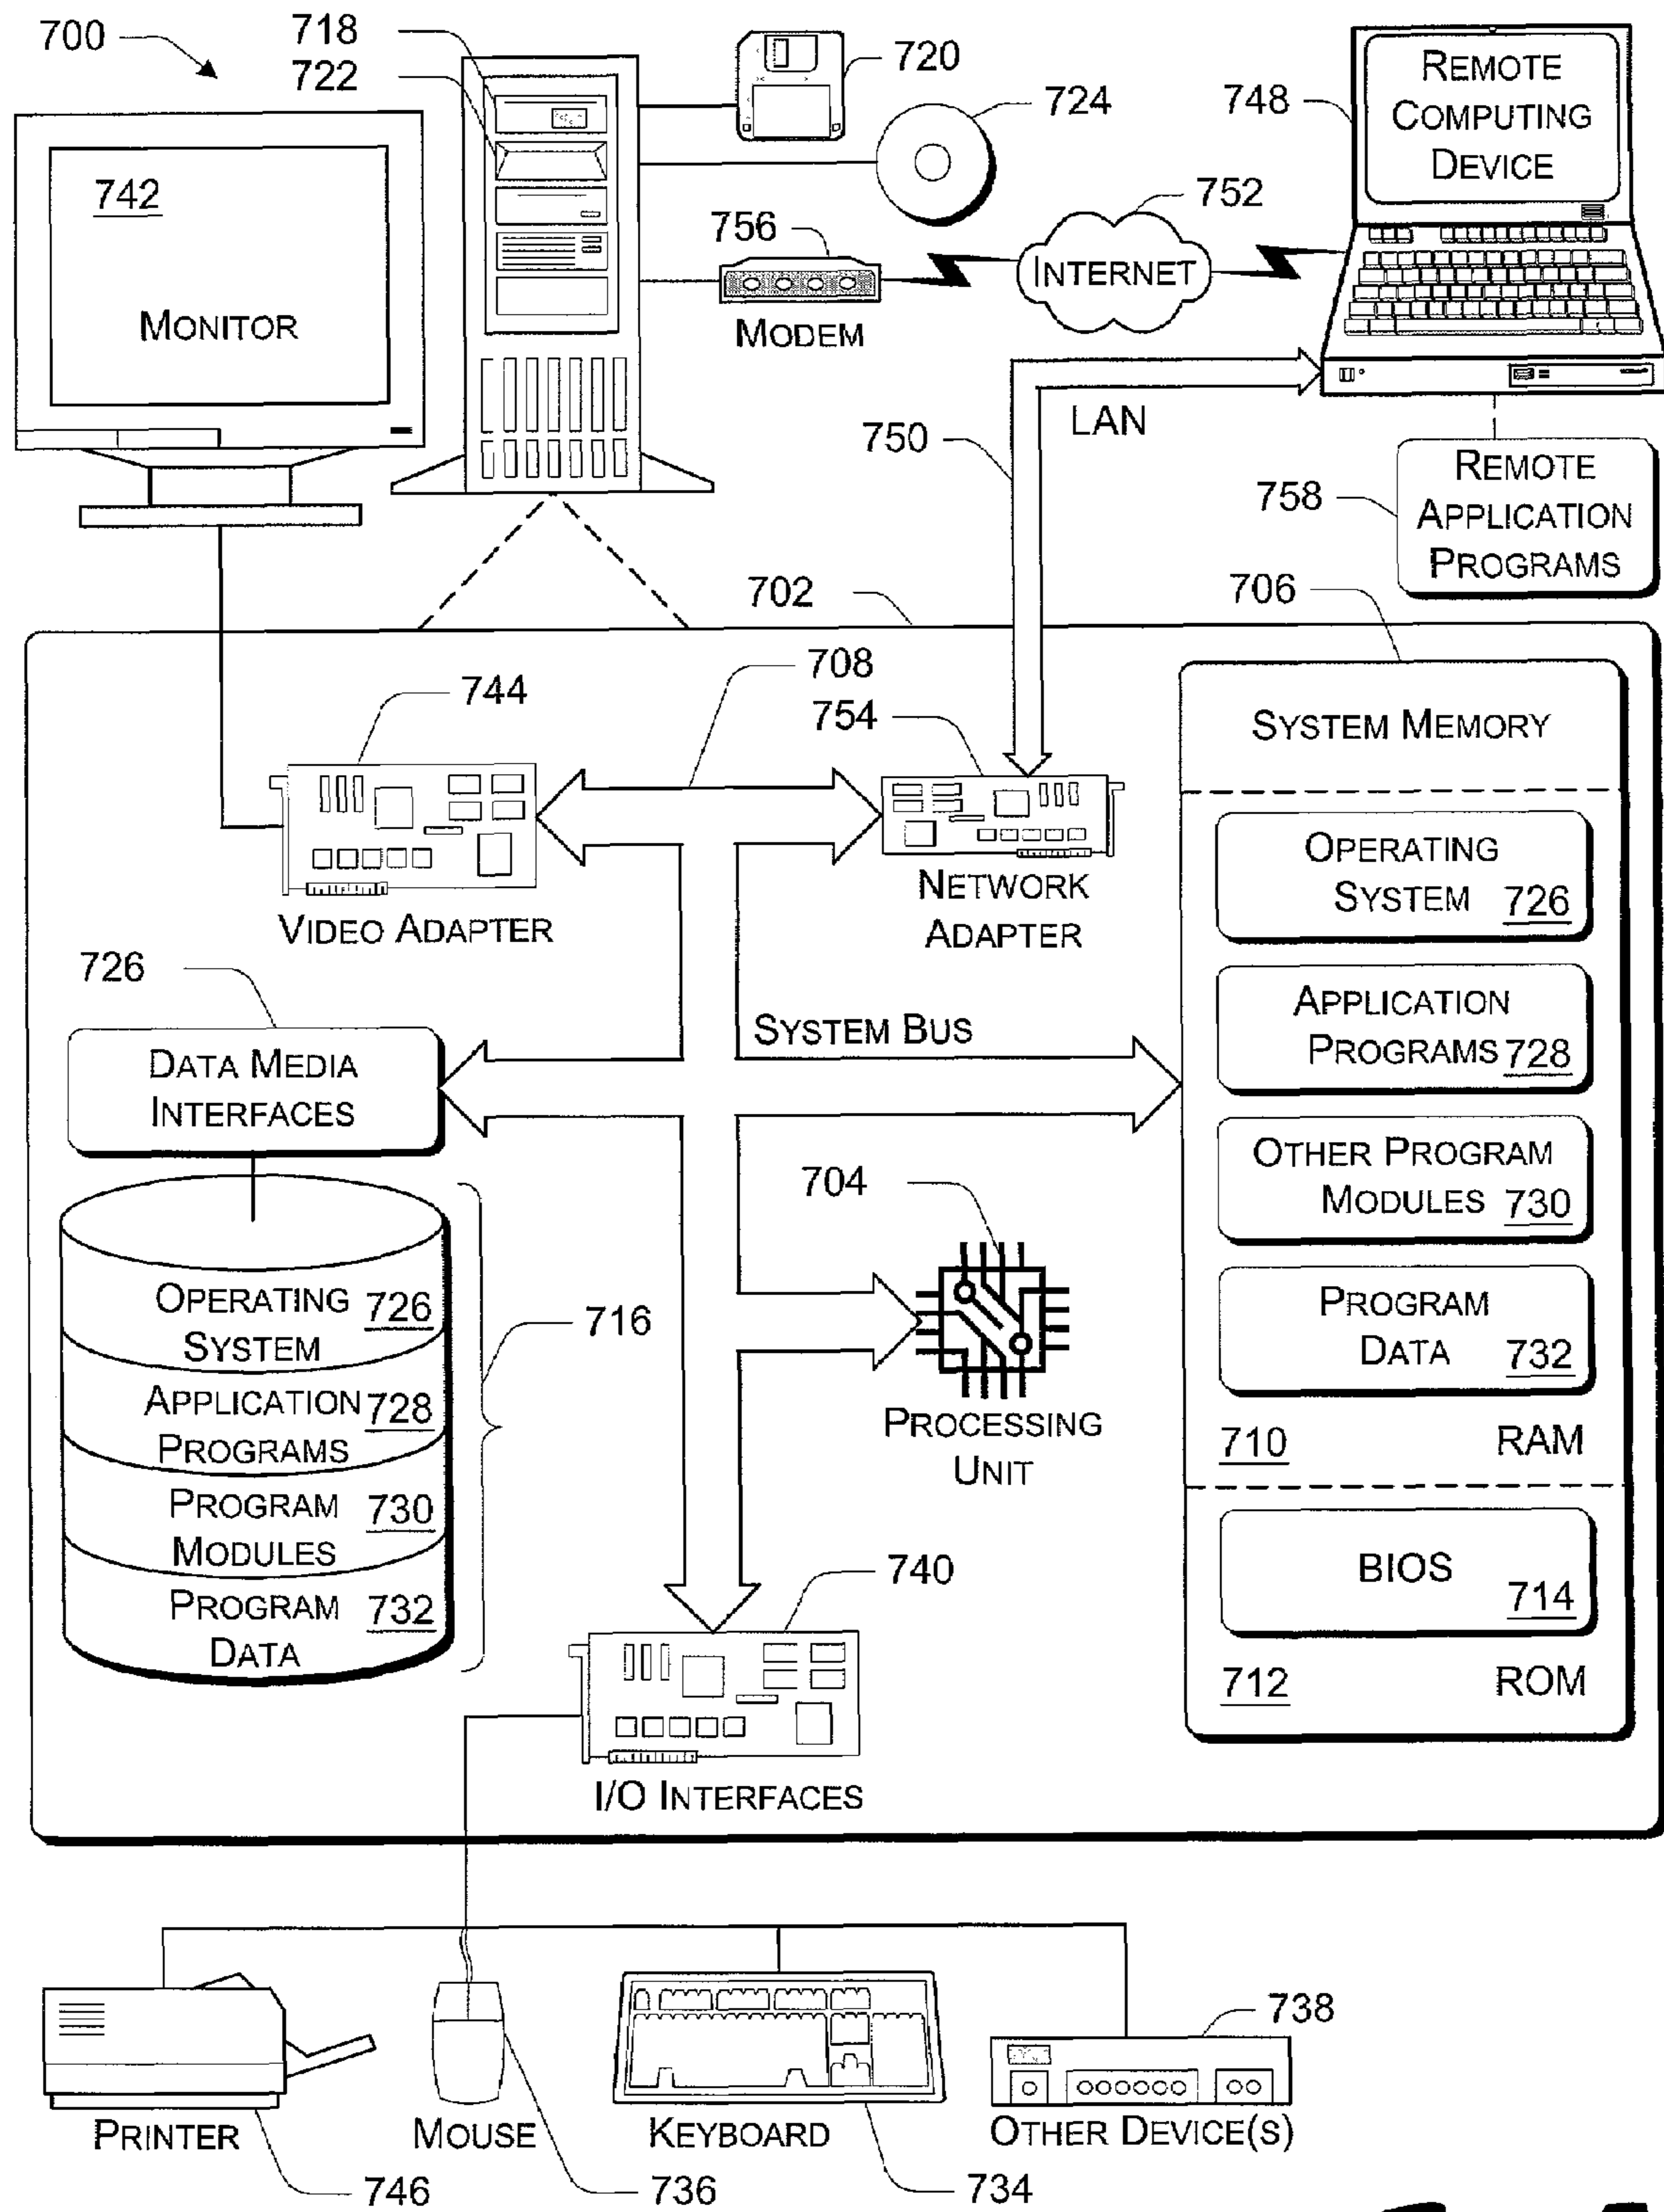 700
718
722
720
724
748
REMOTE
COMPUTING
DEVICE
742
MONITOR
756
MODEM
752
INTERNET
750
LAN
758
REMOTE
APPLICATION
PROGRAMS
702
706
708
744
754
VIDEO ADAPTER
NETWORK
ADAPTER
SYSTEM MEMORY
OPERATING
SYSTEM 726
APPLICATION
PROGRAMS 728
OTHER PROGRAM
MODULES 730
PROGRAM
DATA 732
710 RAM
BIOS
714
712 ROM
726
DATA MEDIA
INTERFACES
SYSTEM BUS
704
PROCESSING
UNIT
OPERATING 726
SYSTEM
APPLICATION 728
PROGRAMS
PROGRAM 730
MODULES
PROGRAM 732
DATA
716
740
I/O INTERFACES
PRINTER
746
MOUSE
736
KEYBOARD
734
738
OTHER DEVICE(S)